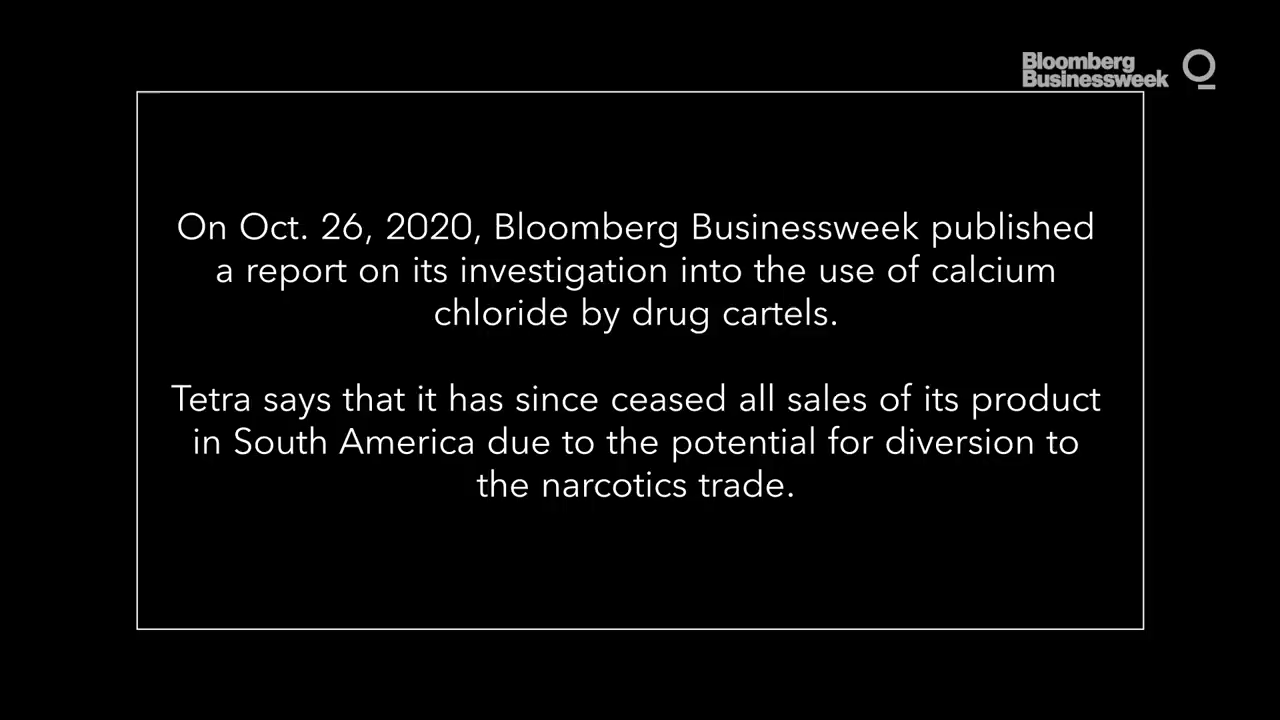 Bloomberg
Businessweek
On Oct. 26, 2020, Bloomberg Businessweek published
a report on its investigation into the use of calcium
chloride by drug cartels.
Tetra says that it has since ceased all sales of its product
in South America due to the potential for diversion to
the narcotics trade.